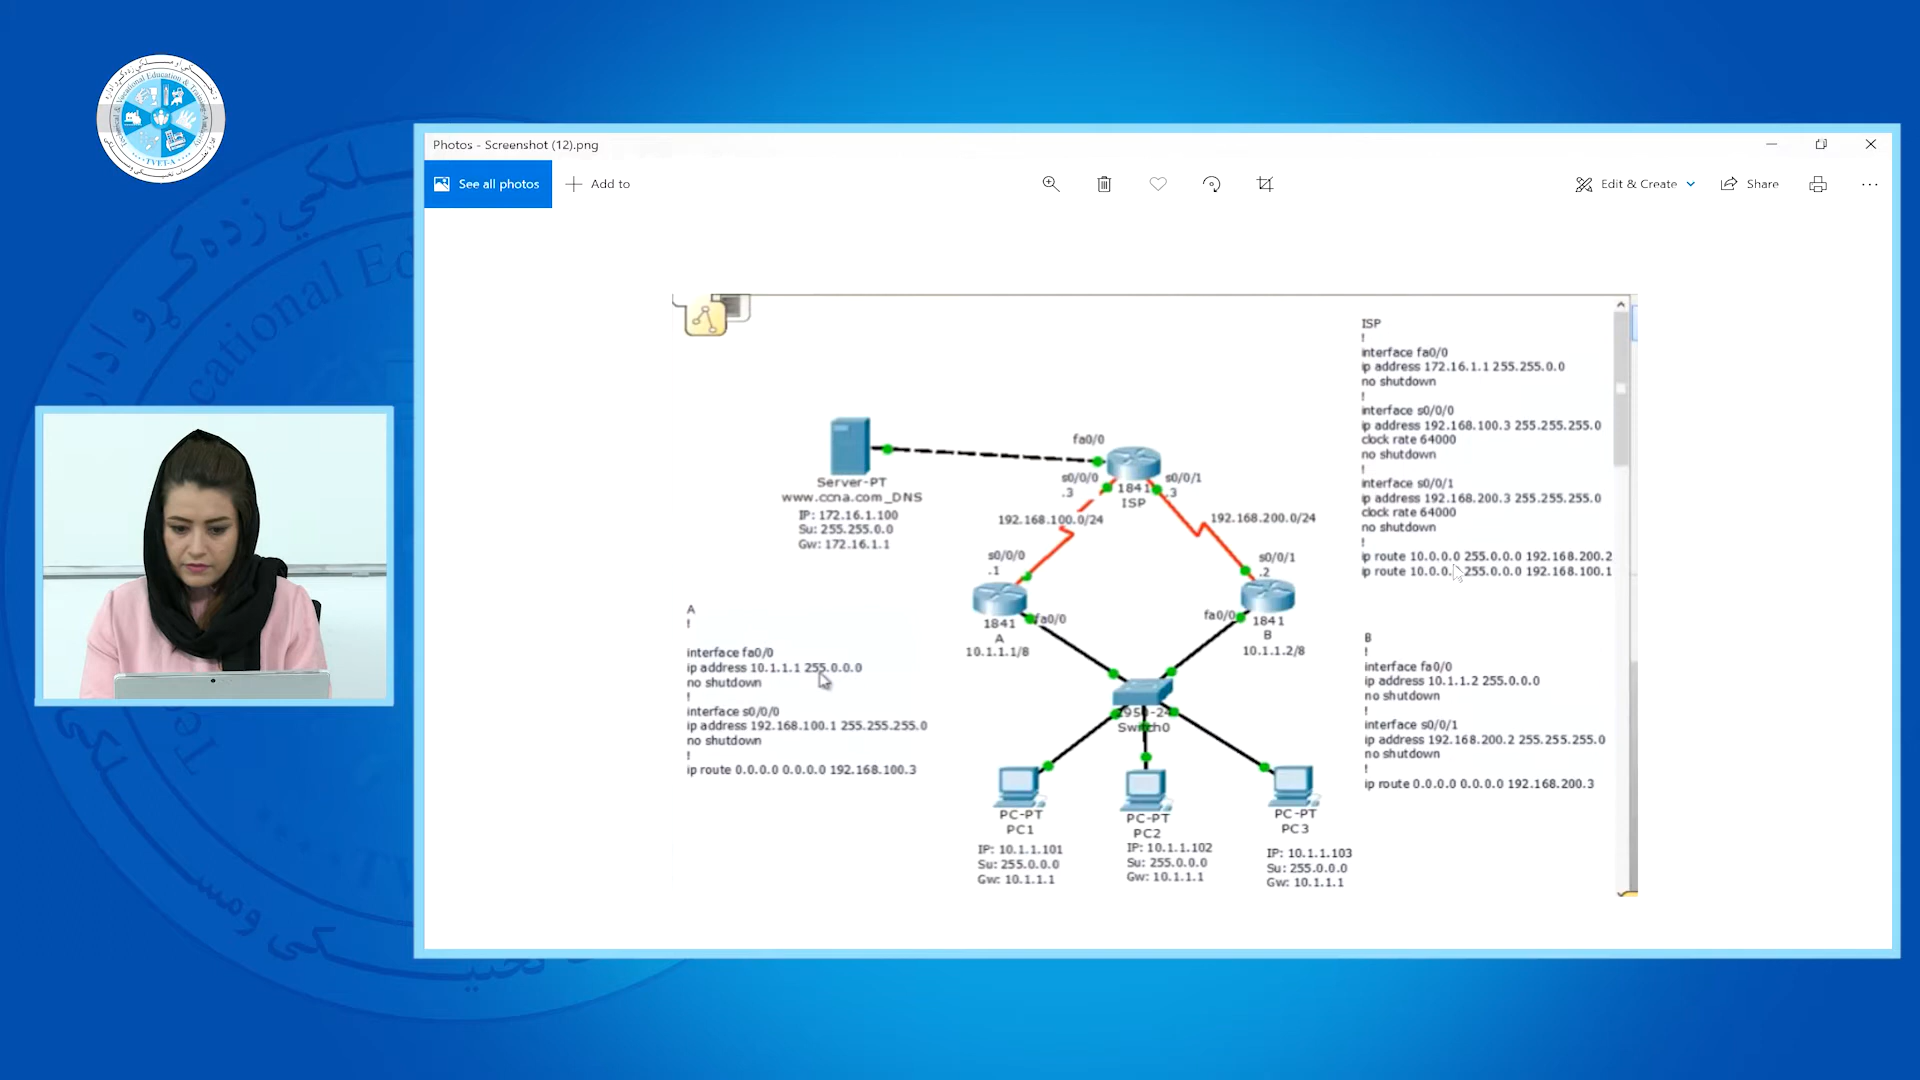 Technical & Vocational Education & Training Authority
TVET-A
Photos - Screenshot (12).png
See all photos
Add to
Edit & Create
Share
ISP
!
interface fa0/0
ip address 172.16.1.1 255.255.0.0
no shutdown
!
interface s0/0/0
ip address 192.168.100.3 255.255.255.0
clock rate 64000
no shutdown
!
interface s0/0/1
ip address 192.168.200.3 255.255.255.0
clock rate 64000
no shutdown
!
ip route 10.0.0.0 255.0.0.0 192.168.200.2
ip route 10.0.0. 255.0.0.0 192.168.100.1
fa0/0
s0/0/0
.3
s0/0/1
.3
1841
ISP
Server-PT
www.ccna.com_DNS
IP: 172.16.1.100
Su: 255.255.0.0
Gw: 172.16.1.1
192.168.100.0/24
192.168.200.0/24
s0/0/0
.1
s0/0/1
.2
fa0/0
fa0/0
1841
A
10.1.1.1/8
1841
B
10.1.1.2/8
A
!
interface fa0/0
ip address 10.1.1.1 255.0.0.0
no shutdown
!
interface s0/0/0
ip address 192.168.100.1 255.255.255.0
no shutdown
!
ip route 0.0.0.0 0.0.0.0 192.168.100.3
B
!
interface fa0/0
ip address 10.1.1.2 255.0.0.0
no shutdown
!
interface s0/0/1
ip address 192.168.200.2 255.255.255.0
no shutdown
!
ip route 0.0.0.0 0.0.0.0 192.168.200.3
2950-24
Switch0
PC-PT
PC1
IP: 10.1.1.101
Su: 255.0.0.0
Gw: 10.1.1.1
PC-PT
PC2
IP: 10.1.1.102
Su: 255.0.0.0
Gw: 10.1.1.1
PC-PT
PC3
IP: 10.1.1.103
Su: 255.0.0.0
Gw: 10.1.1.1